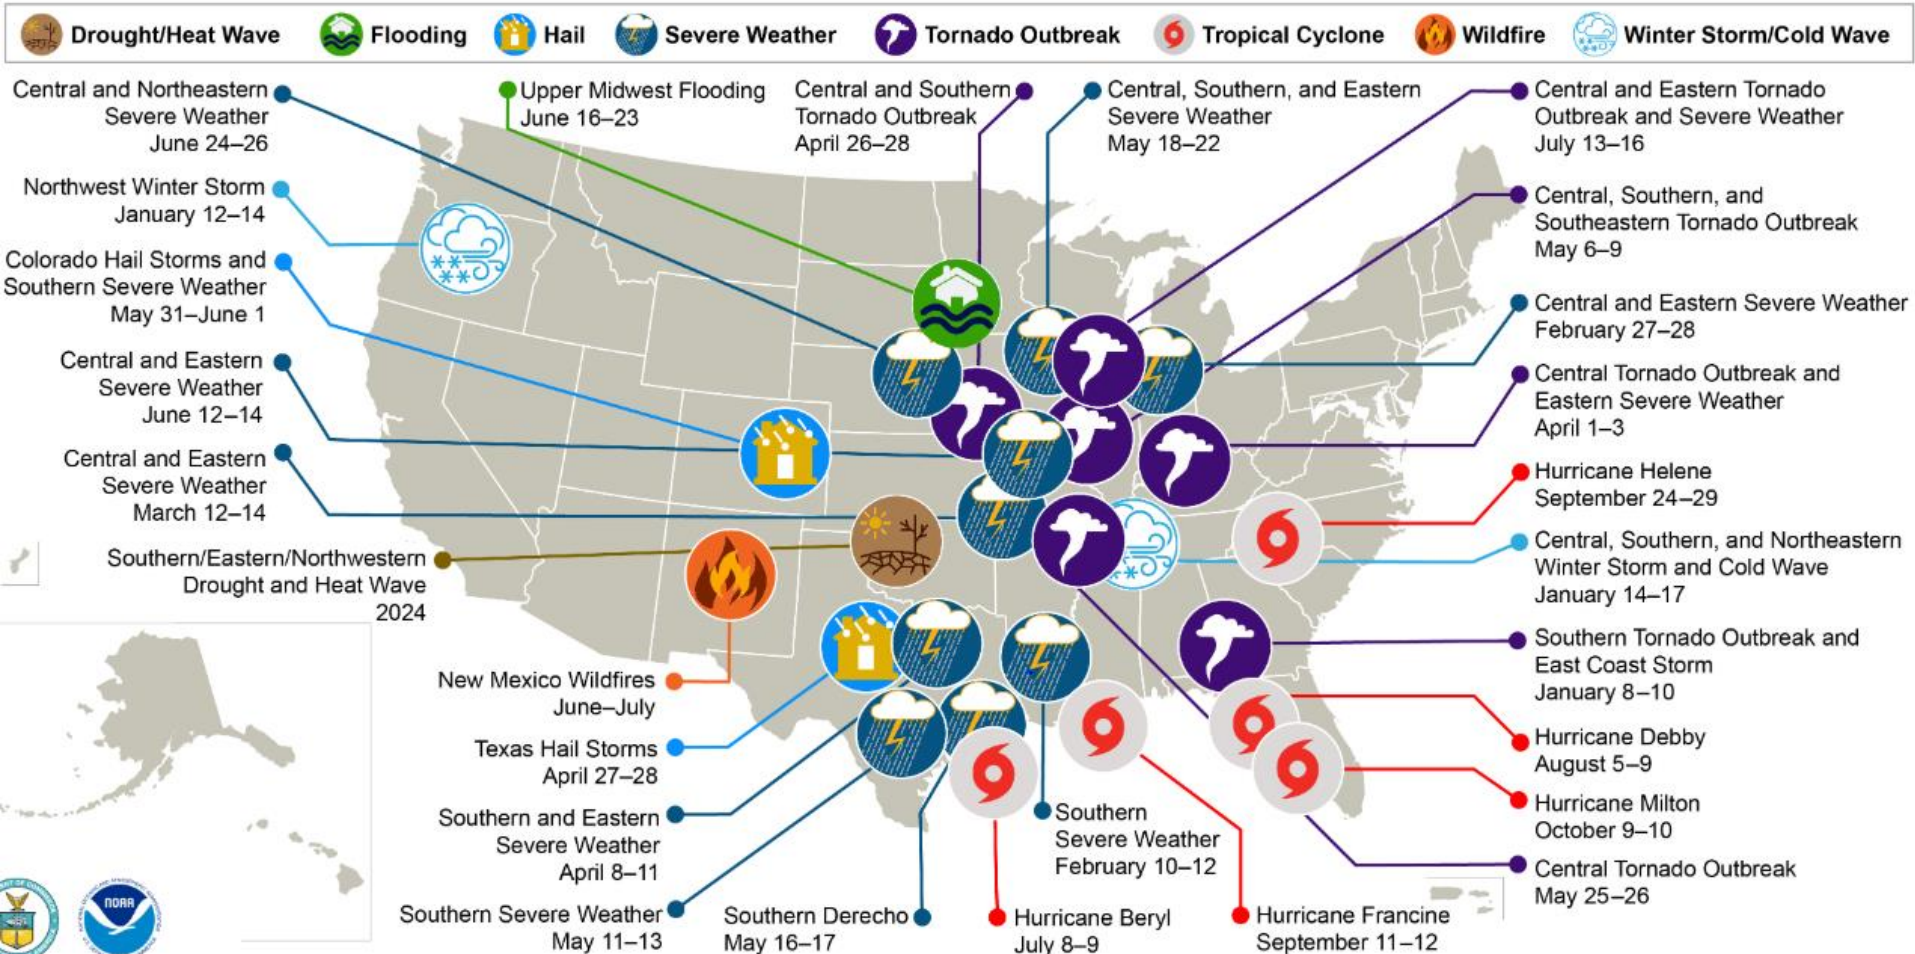 Drought/Heat Wave
Flooding
Hail
Severe Weather
Tornado Outbreak
Tropical Cyclone
Wildfire
Winter Storm/Cold Wave
Central and Northeastern
Severe Weather
June 24–26
Upper Midwest Flooding
June 16–23
Central and Southern
Tornado Outbreak
April 26–28
Central, Southern, and Eastern
Severe Weather
May 18–22
Central and Eastern Tornado
Outbreak and Severe Weather
July 13–16
Northwest Winter Storm
January 12–14
Colorado Hail Storms and
Southern Severe Weather
May 31–June 1
Central and Eastern
Severe Weather
June 12–14
Central and Eastern
Severe Weather
March 12–14
Southern/Eastern/Northwestern
Drought and Heat Wave
2024
Central, Southern, and
Southeastern Tornado Outbreak
May 6–9
Central and Eastern Severe Weather
February 27–28
Central Tornado Outbreak and
Eastern Severe Weather
April 1–3
Hurricane Helene
September 24–29
Central, Southern, and Northeastern
Winter Storm and Cold Wave
January 14–17
Southern Tornado Outbreak and
East Coast Storm
January 8–10
Hurricane Debby
August 5–9
Hurricane Milton
October 9–10
Central Tornado Outbreak
May 25–26
New Mexico Wildfires
June–July
Texas Hail Storms
April 27–28
Southern and Eastern
Severe Weather
April 8–11
Southern Severe Weather
May 11–13
Southern Derecho
May 16–17
Hurricane Beryl
July 8–9
Southern
Severe Weather
February 10–12
Hurricane Francine
September 11–12
NOAA